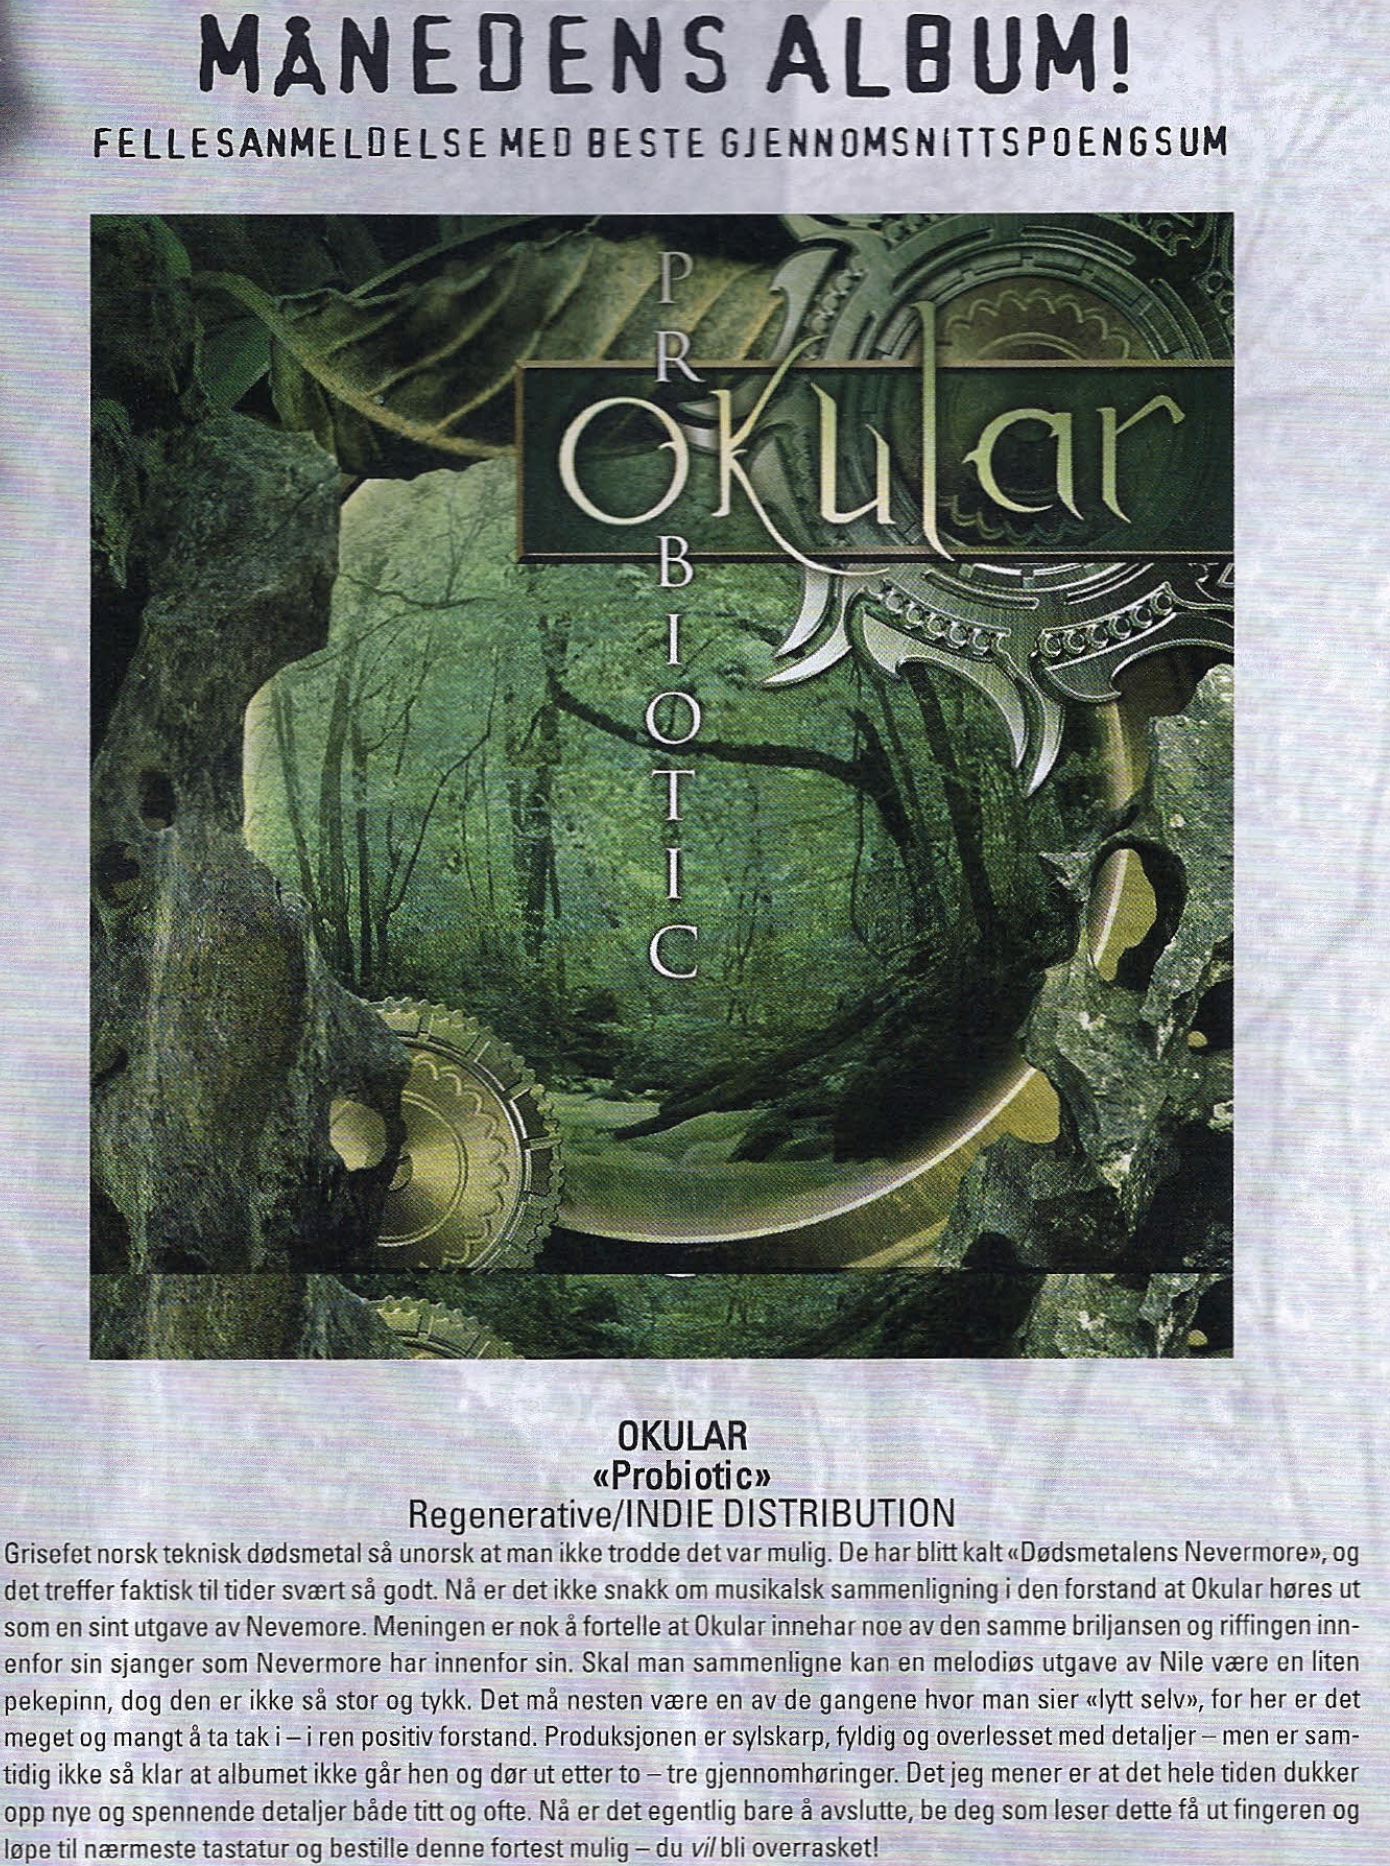 MÅNEDENS ALBUM!
FELLESANMELDELSE MED BESTE GJENNOMSNITTSPOENGSUM
Okular
PROBIOTIC
OKULAR
«Probiotic»
Regenerative/INDIE DISTRIBUTION
Grisefet norsk teknisk dødsmetal så unorsk at man ikke trodde det var mulig. De har blitt kalt «Dødsmetalens Nevermore», og
det treffer faktisk til tider svært så godt. Nå er det ikke snakk om musikalsk sammenligning i den forstand at Okular høres ut
som en sint utgave av Nevemore. Meningen er nok å fortelle at Okular innehar noe av den samme briljansen og riffingen inn-
enfor sin sjanger som Nevermore har innenfor sin. Skal man sammenligne kan en melodiøs utgave av Nile være en liten
pekepinn, dog den er ikke så stor og tykk. Det må nesten være en av de gangene hvor man sier «lytt selv», for her er det
meget og mangt å ta tak i – i ren positiv forstand. Produksjonen er sylskarp, fyldig og overlesset med detaljer – men er sam-
tidig ikke så klar at albumet ikke går hen og dør ut etter to – tre gjennomhøringer. Det jeg mener er at det hele tiden dukker
opp nye og spennende detaljer både titt og ofte. Nå er det egentlig bare å avslutte, be deg som leser dette få ut fingeren og
løpe til nærmeste tastatur og bestille denne fortest mulig – du vil bli overrasket!